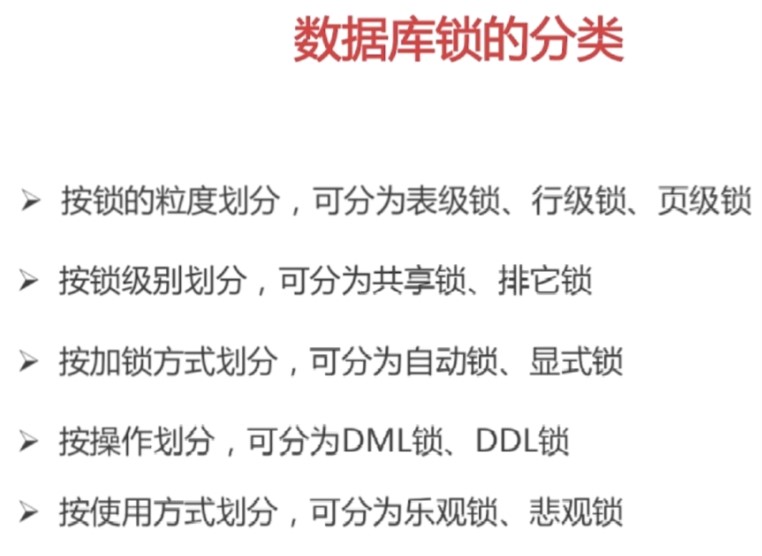 数据库锁的分类
➢ 按锁的粒度划分，可分为表级锁、行级锁、页级锁
➢ 按锁级别划分，可分为共享锁、排它锁
➢ 按加锁方式划分，可分为自动锁、显式锁
➢ 按操作划分，可分为DML锁、DDL锁
➢ 按使用方式划分，可分为乐观锁、悲观锁